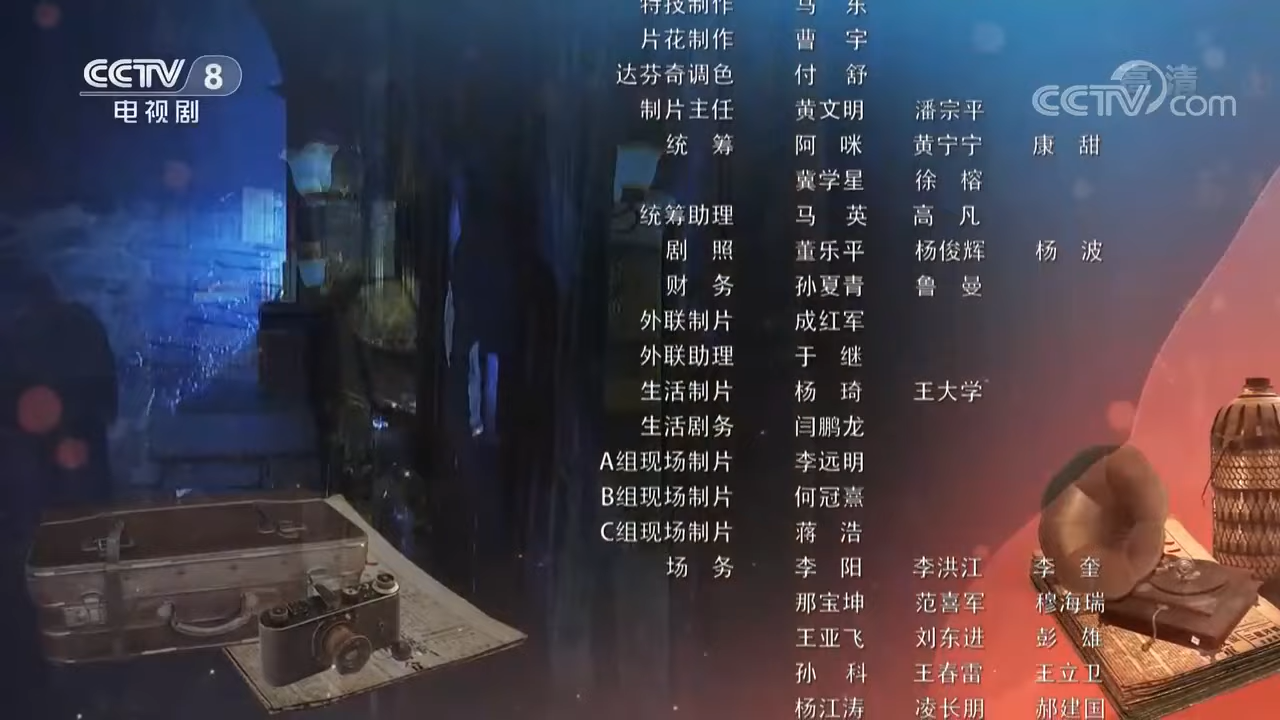 特技制作 马 东
片花制作 曹 宇
达芬奇调色 付 舒
制片主任 黄文明 潘宗平
统 筹 阿 咪 黄宁宁 康 甜
冀学星 徐 榕
统筹助理 马 英 高 凡
剧 照 董乐平 杨俊辉 杨 波
财 务 孙夏青 鲁 曼
外联制片 成红军
外联助理 于 继
生活制片 杨 琦 王大学
生活剧务 闫鹏龙
A组现场制片 李远明
B组现场制片 何冠熹
C组现场制片 蒋 浩
场 务 李 阳 李洪江 李 奎
那宝坤 范喜军 穆海瑞
王亚飞 刘东进 彭 雄
孙 科 王春雷 王立卫
杨江涛 凌长朋 郝建国
CCTV 8
电视剧
高清
CCTV.com